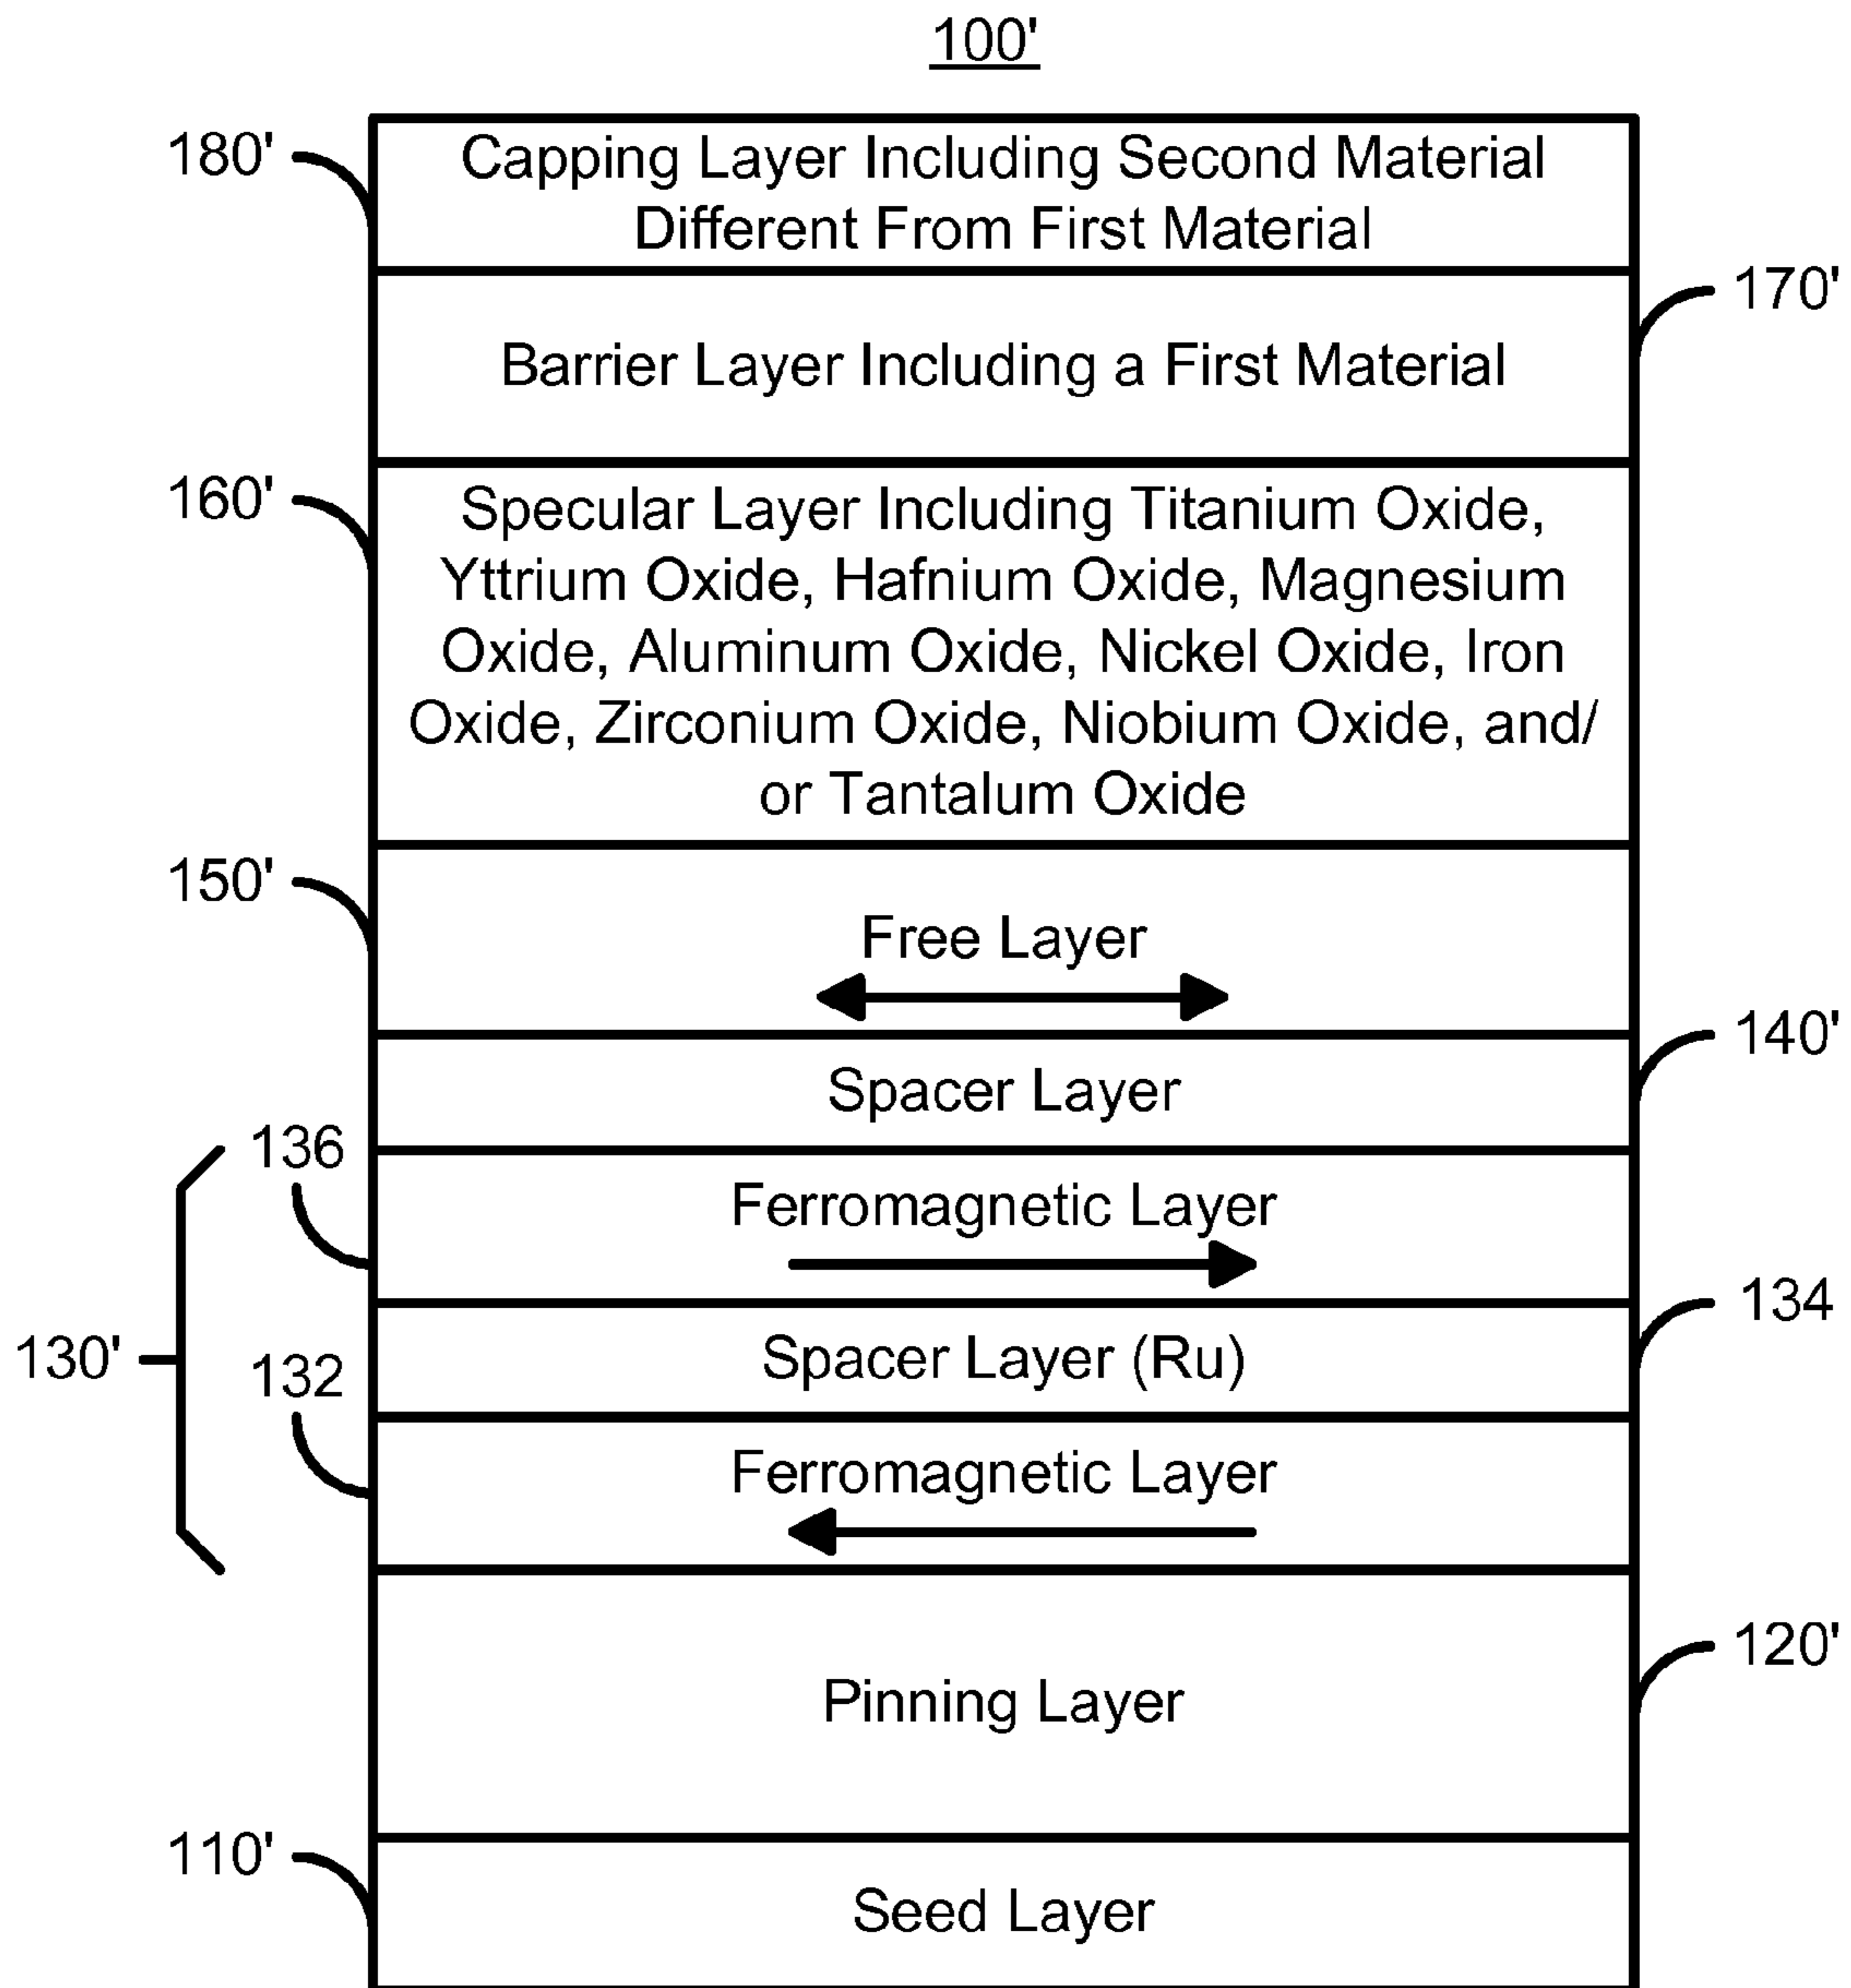 100'
180'
Capping Layer Including Second Material
Different From First Material
170'
Barrier Layer Including a First Material
160'
Specular Layer Including Titanium Oxide,
Yttrium Oxide, Hafnium Oxide, Magnesium
Oxide, Aluminum Oxide, Nickel Oxide, Iron
Oxide, Zirconium Oxide, Niobium Oxide, and/
or Tantalum Oxide
150'
Free Layer
140'
Spacer Layer
136
Ferromagnetic Layer
134
130'
Spacer Layer (Ru)
132
Ferromagnetic Layer
120'
Pinning Layer
110'
Seed Layer